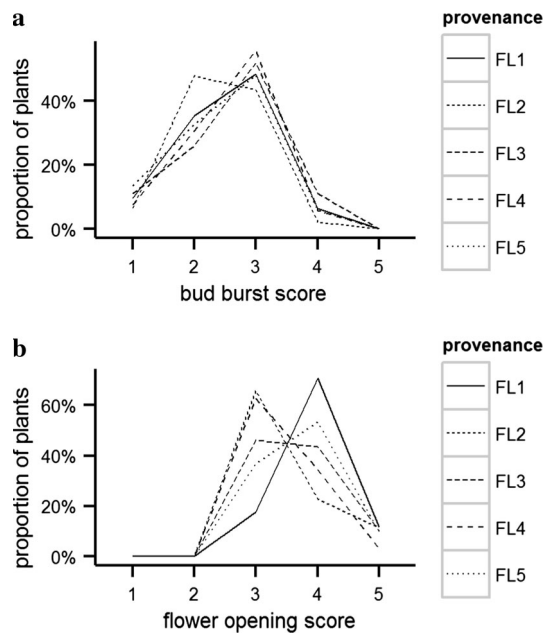 a
provenance
proportion of plants
40%
20%
0%
1 2 3 4 5
bud burst score
FL1
FL2
FL3
FL4
FL5
b
provenance
proportion of plants
60%
40%
20%
0%
1 2 3 4 5
flower opening score
FL1
FL2
FL3
FL4
FL5